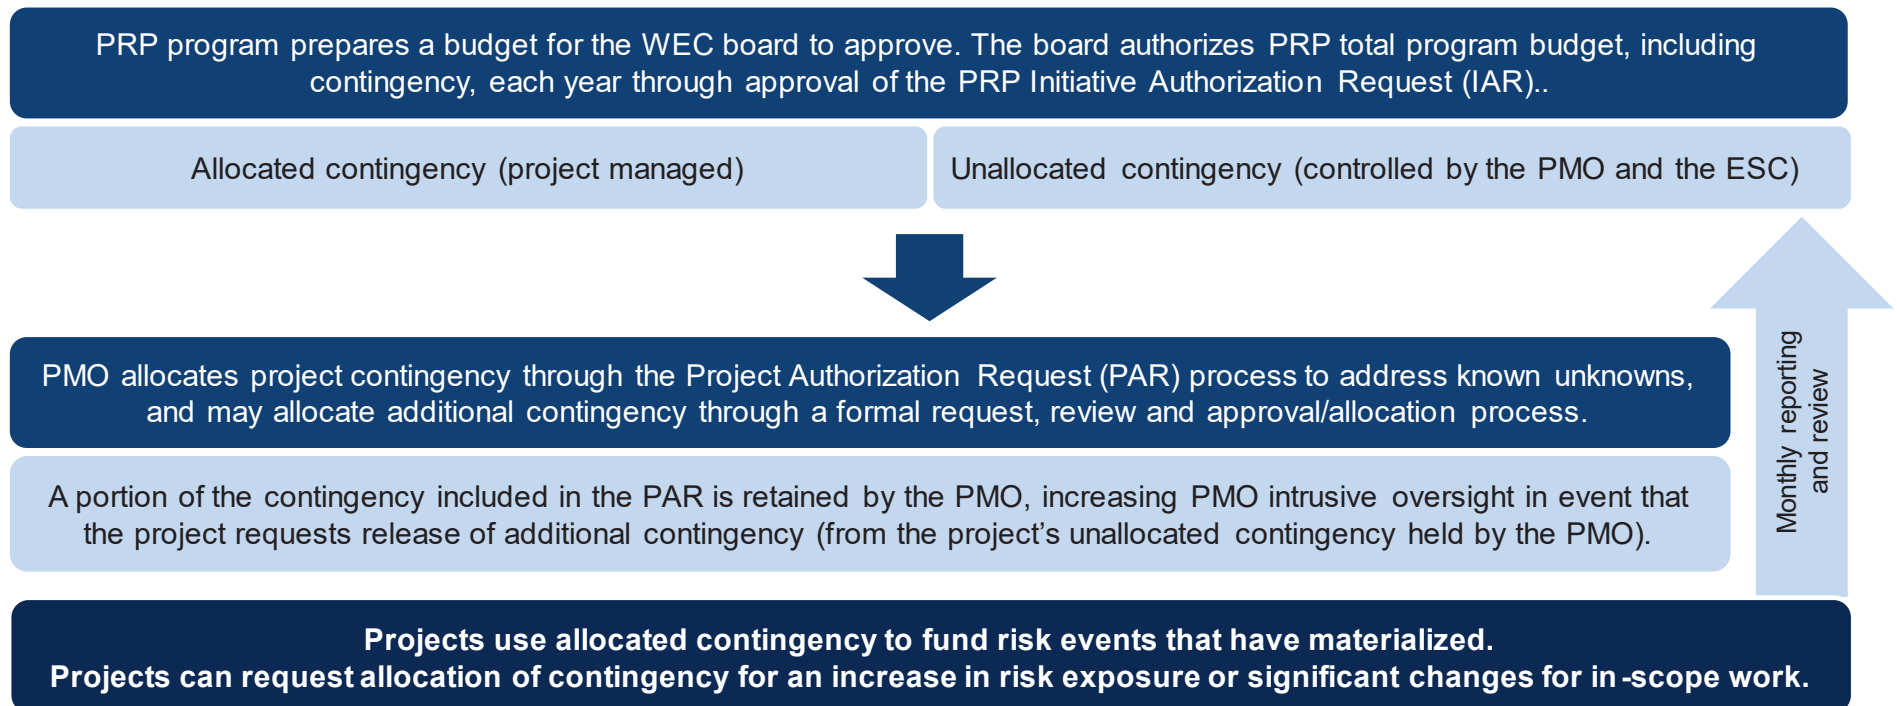 PRP program prepares a budget for the WEC board to approve. The board authorizes PRP total program budget, including
contingency, each year through approval of the PRP Initiative Authorization Request (IAR)..
Allocated contingency (project managed)
Unallocated contingency (controlled by the PMO and the ESC)
PMO allocates project contingency through the Project Authorization Request (PAR) process to address known unknowns,
and may allocate additional contingency through a formal request, review and approval/allocation process.
A portion of the contingency included in the PAR is retained by the PMO, increasing PMO intrusive oversight in event that
the project requests release of additional contingency (from the project’s unallocated contingency held by the PMO).
Monthly reporting
and review
Projects use allocated contingency to fund risk events that have materialized.
Projects can request allocation of contingency for an increase in risk exposure or significant changes for in-scope work.